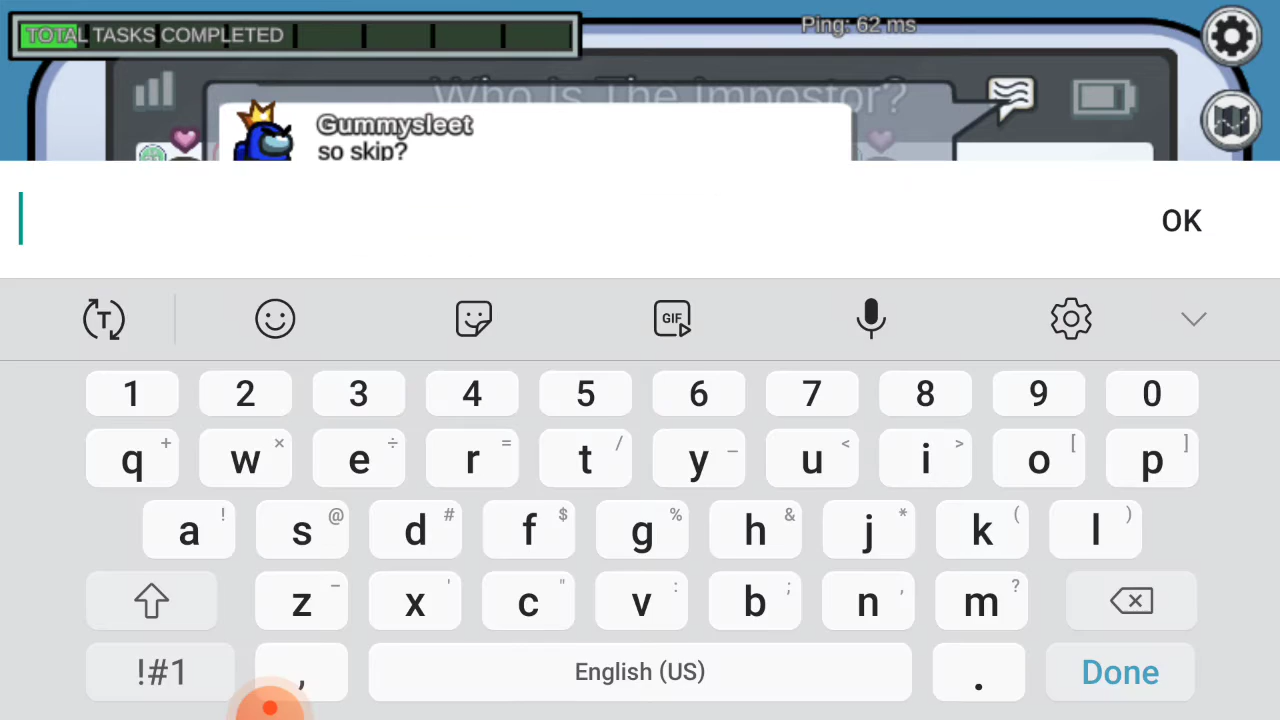 TOTAL TASKS COMPLETED
Ping: 62 ms
Who Is The Impostor?
Gummysleet
so skip?
OK
T
GIF
1 2 3 4 5 6 7 8 9 0
q + w × e ÷ r = t / y _ u < i > o [ p ]
a ! s @ d # f $ g % h & j * k ( l )
z - x ' c " v : b ; n , m ?
!#1 , English (US) . Done